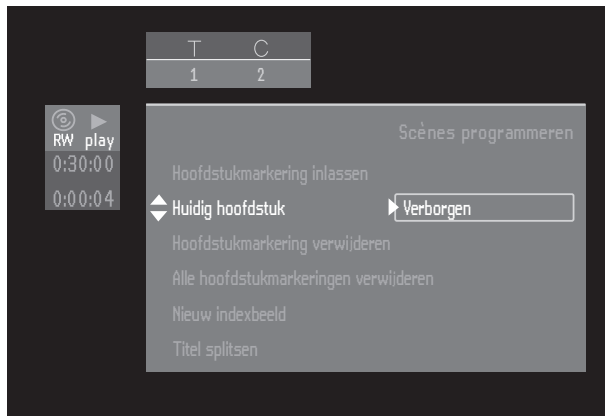 T C
1 2
RW play
0:30:00
0:00:04
Scènes programmeren
Hoofdstukmarkering inlassen
Huidig hoofdstuk Verborgen
Hoofdstukmarkering verwijderen
Alle hoofdstukmarkeringen verwijderen
Nieuw indexbeeld
Titel splitsen